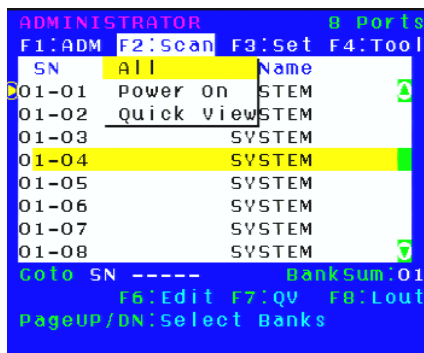 ADMINISTRATOR 8 Ports
F1:ADM F2:Scan F3:Set F4:Tool
SN All Name
01-01 Power On STEM
01-02 Quick View STEM
01-03 SYSTEM
01-04 SYSTEM
01-05 SYSTEM
01-06 SYSTEM
01-07 SYSTEM
01-08 SYSTEM
Goto SN ----- BankSum:01
F6:Edit F7:QV F8:Lout
PageUP/DN:Select Banks